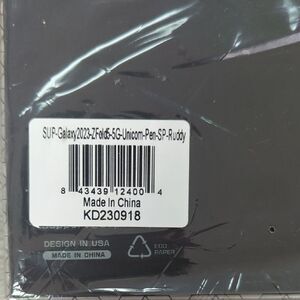 SUP-Galaxy2023-ZFold5-5G-Unicorn-Pen-SP-Ruddy
8 43439 12400 4
Made In China
KD230918
DESIGN IN USA
MADE IN CHINA
ECO
PAPER